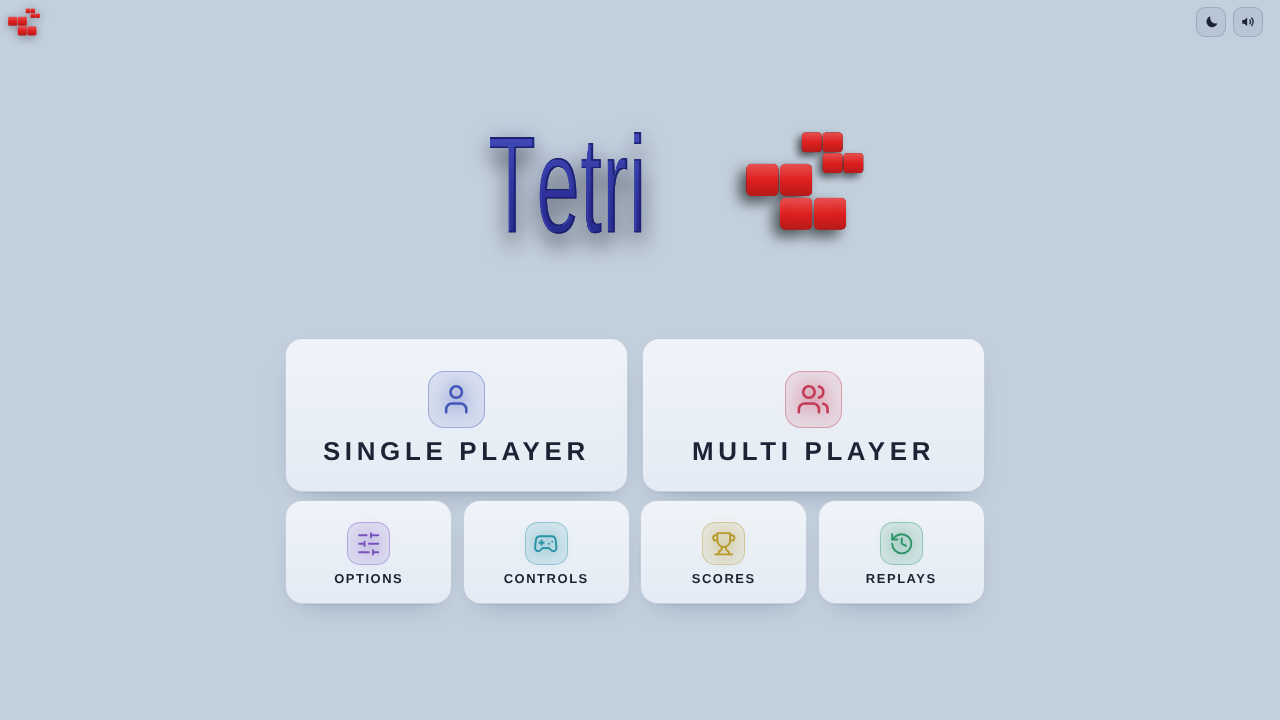 Tetri
SINGLE PLAYER
MULTI PLAYER
OPTIONS
CONTROLS
SCORES
REPLAYS